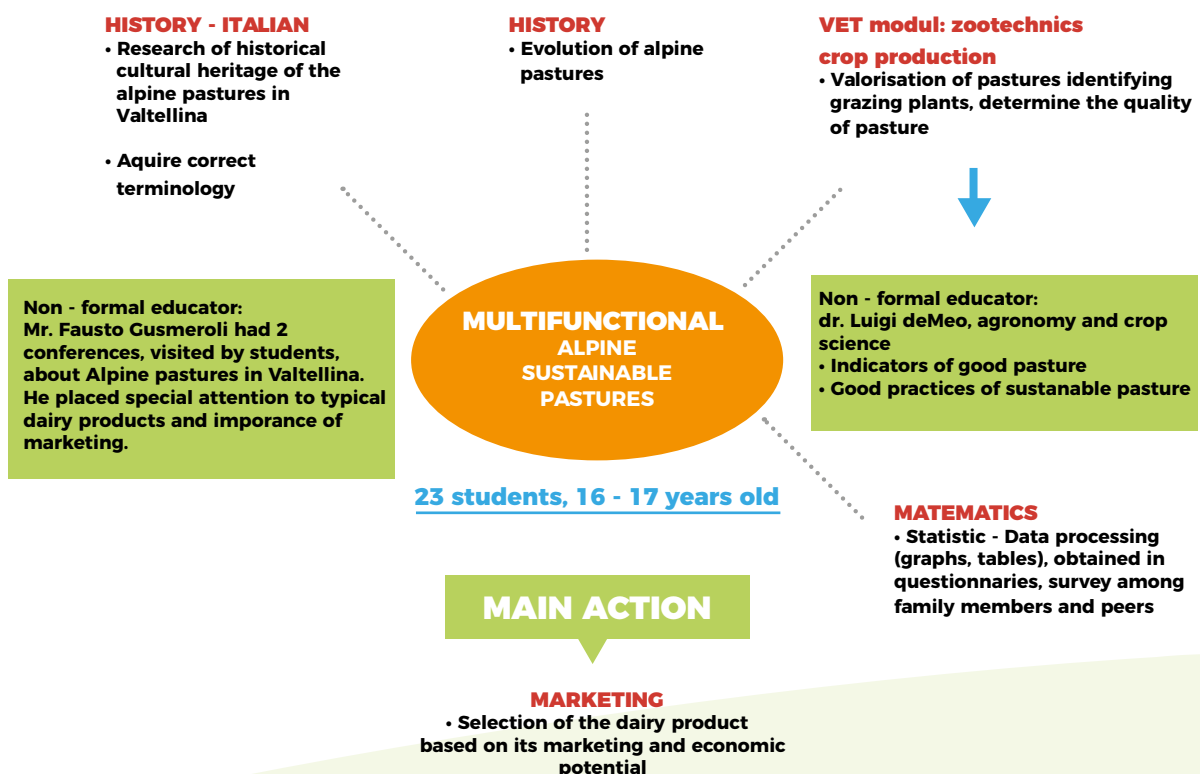 HISTORY - ITALIAN
• Research of historical
cultural heritage of the
alpine pastures in
Valtellina
• Aquire correct
terminology
HISTORY
• Evolution of alpine
pastures
VET modul: zootechnics
crop production
• Valorisation of pastures identifying
grazing plants, determine the quality
of pasture
Non - formal educator:
Mr. Fausto Gusmeroli had 2
conferences, visited by students,
about Alpine pastures in Valtellina.
He placed special attention to typical
dairy products and imporance of
marketing.
MULTIFUNCTIONAL
ALPINE
SUSTAINABLE
PASTURES
Non - formal educator:
dr. Luigi deMeo, agronomy and crop
science
• Indicators of good pasture
• Good practices of sustanable pasture
23 students, 16 - 17 years old
MATEMATICS
• Statistic - Data processing
(graphs, tables), obtained in
questionnaries, survey among
family members and peers
MAIN ACTION
MARKETING
• Selection of the dairy product
based on its marketing and economic
potential